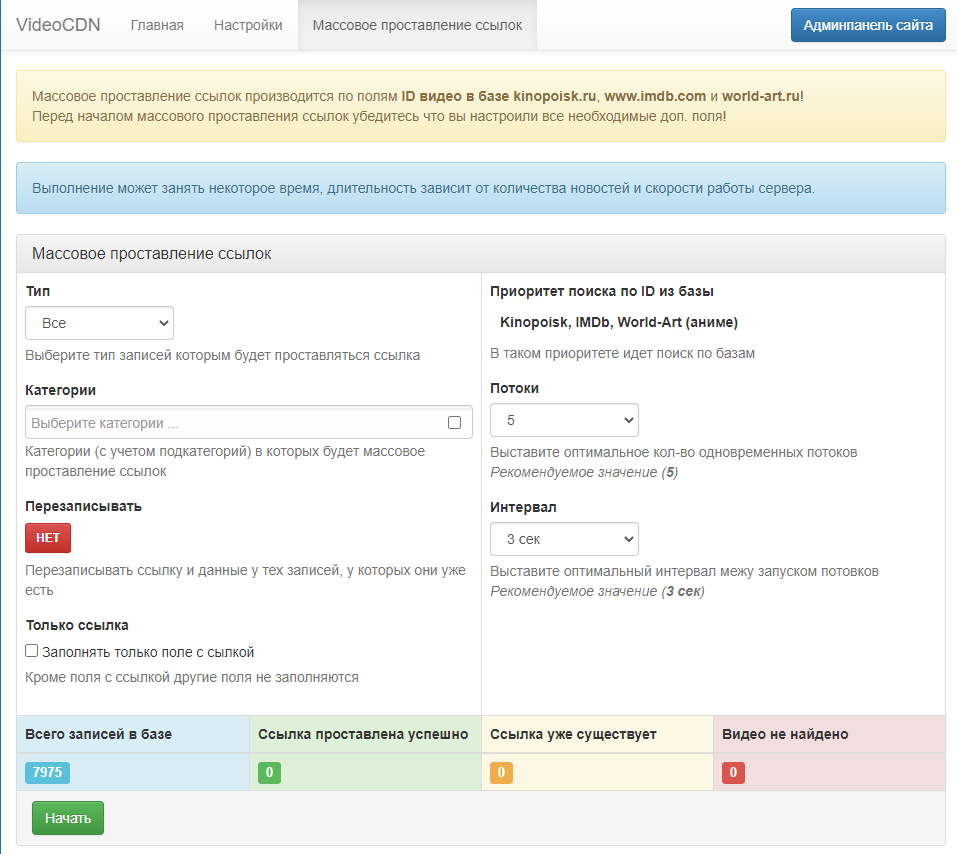 VideoCDN Главная Настройки Массовое проставление ссылок Админпанель сайта
Массовое проставление ссылок производится по полям ID видео в базе kinopoisk.ru, www.imdb.com и world-art.ru!
Перед началом массового проставления ссылок убедитесь что вы настроили все необходимые доп. поля!
Выполнение может занять некоторое время, длительность зависит от количества новостей и скорости работы сервера.
Массовое проставление ссылок
Тип
Все
Выберите тип записей которым будет проставляться ссылка
Категории
Выберите категории ...
Категории (с учетом подкатегорий) в которых будет массовое
проставление ссылок
Перезаписывать
НЕТ
Перезаписывать ссылку и данные у тех записей, у которых они уже
есть
Только ссылка
Заполнять только поле с сылкой
Кроме поля с ссылкой другие поля не заполняются
Приоритет поиска по ID из базы
Kinopoisk, IMDb, World-Art (аниме)
В таком приоритете идет поиск по базам
Потоки
5
Выставите оптимальное кол-во одновременных потоков
Рекомендуемое значение (5)
Интервал
3 сек
Выставите оптимальный интервал межу запуском потовков
Рекомендуемое значение (3 сек)
Всего записей в базе Ссылка проставлена успешно Ссылка уже существует Видео не найдено
7975 0 0 0
Начать